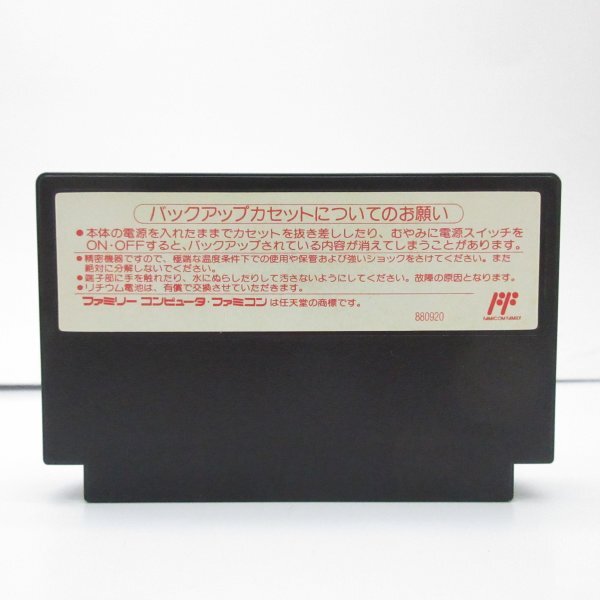 バックアップカセットについてのお願い
●本体の電源を入れたままでカセットを抜き差ししたり、むやみに電源スイッチを
ON・OFFすると、バックアップされている内容が消えてしまうことがあります。
●精密機器ですので、極端な温度条件下での使用や保管および強いショックをさけてください。また
絶対に分解しないでください。
●端子部に手を触れたり、水にぬらしたりして汚さないようにしてください。故障の原因となります。
●リチウム電池は、有償で交換させていただきます。
ファミリー コンピュータ・ファミコン は任天堂の商標です。
880920
FAMICOM FAMILY